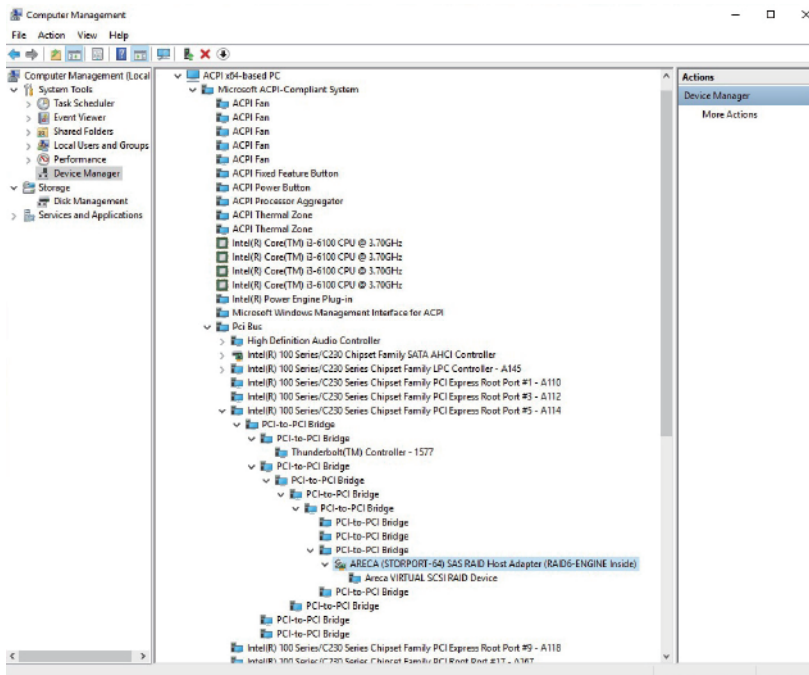 Computer Management
File Action View Help
Computer Management (Local
System Tools
Task Scheduler
Event Viewer
Shared Folders
Local Users and Groups
Performance
Device Manager
Storage
Disk Management
Services and Applications
ACPI x64-based PC
Microsoft ACPI-Compliant System
ACPI Fan
ACPI Fan
ACPI Fan
ACPI Fan
ACPI Fan
ACPI Fixed Feature Button
ACPI Power Button
ACPI Processor Aggregator
ACPI Thermal Zone
ACPI Thermal Zone
Intel(R) Core(TM) i3-6100 CPU @ 3.70GHz
Intel(R) Core(TM) i3-6100 CPU @ 3.70GHz
Intel(R) Core(TM) i3-6100 CPU @ 3.70GHz
Intel(R) Core(TM) i3-6100 CPU @ 3.70GHz
Intel(R) Power Engine Plug-in
Microsoft Windows Management Interface for ACPI
Pci Bus
High Definition Audio Controller
Intel(R) 100 Series/C230 Chipset Family SATA AHCI Controller
Intel(R) 100 Series/C230 Series Chipset Family LPC Controller - A145
Intel(R) 100 Series/C230 Series Chipset Family PCI Express Root Port #1 - A110
Intel(R) 100 Series/C230 Series Chipset Family PCI Express Root Port #3 - A112
Intel(R) 100 Series/C230 Series Chipset Family PCI Express Root Port #5 - A114
PCI-to-PCI Bridge
PCI-to-PCI Bridge
Thunderbolt(TM) Controller - 1577
PCI-to-PCI Bridge
PCI-to-PCI Bridge
PCI-to-PCI Bridge
PCI-to-PCI Bridge
PCI-to-PCI Bridge
PCI-to-PCI Bridge
PCI-to-PCI Bridge
ARECA (STORPORT-64) SAS RAID Host Adapter (RAID6-ENGINE Inside)
Areca VIRTUAL SCSI RAID Device
PCI-to-PCI Bridge
PCI-to-PCI Bridge
PCI-to-PCI Bridge
PCI-to-PCI Bridge
Intel(R) 100 Series/C230 Series Chipset Family PCI Express Root Port #9 - A118
Intel(R) 100 Series/C230 Series Chipset Family PCI Root Port #17 - A167
Actions
Device Manager
More Actions